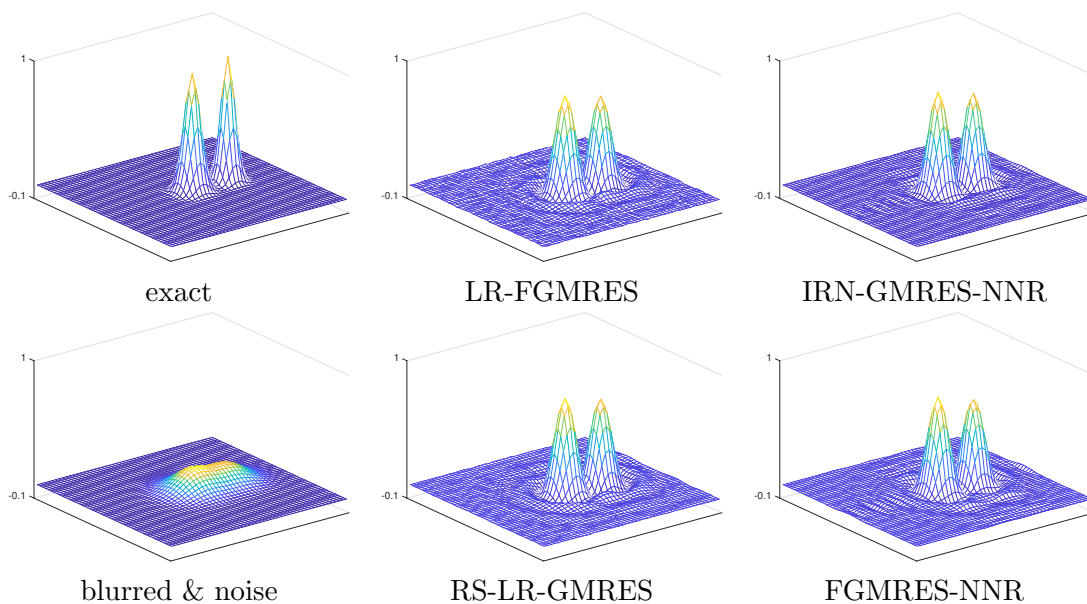 1
-0.1
exact
1
-0.1
LR-FGMRES
1
-0.1
IRN-GMRES-NNR
1
-0.1
blurred & noise
1
-0.1
RS-LR-GMRES
1
-0.1
FGMRES-NNR